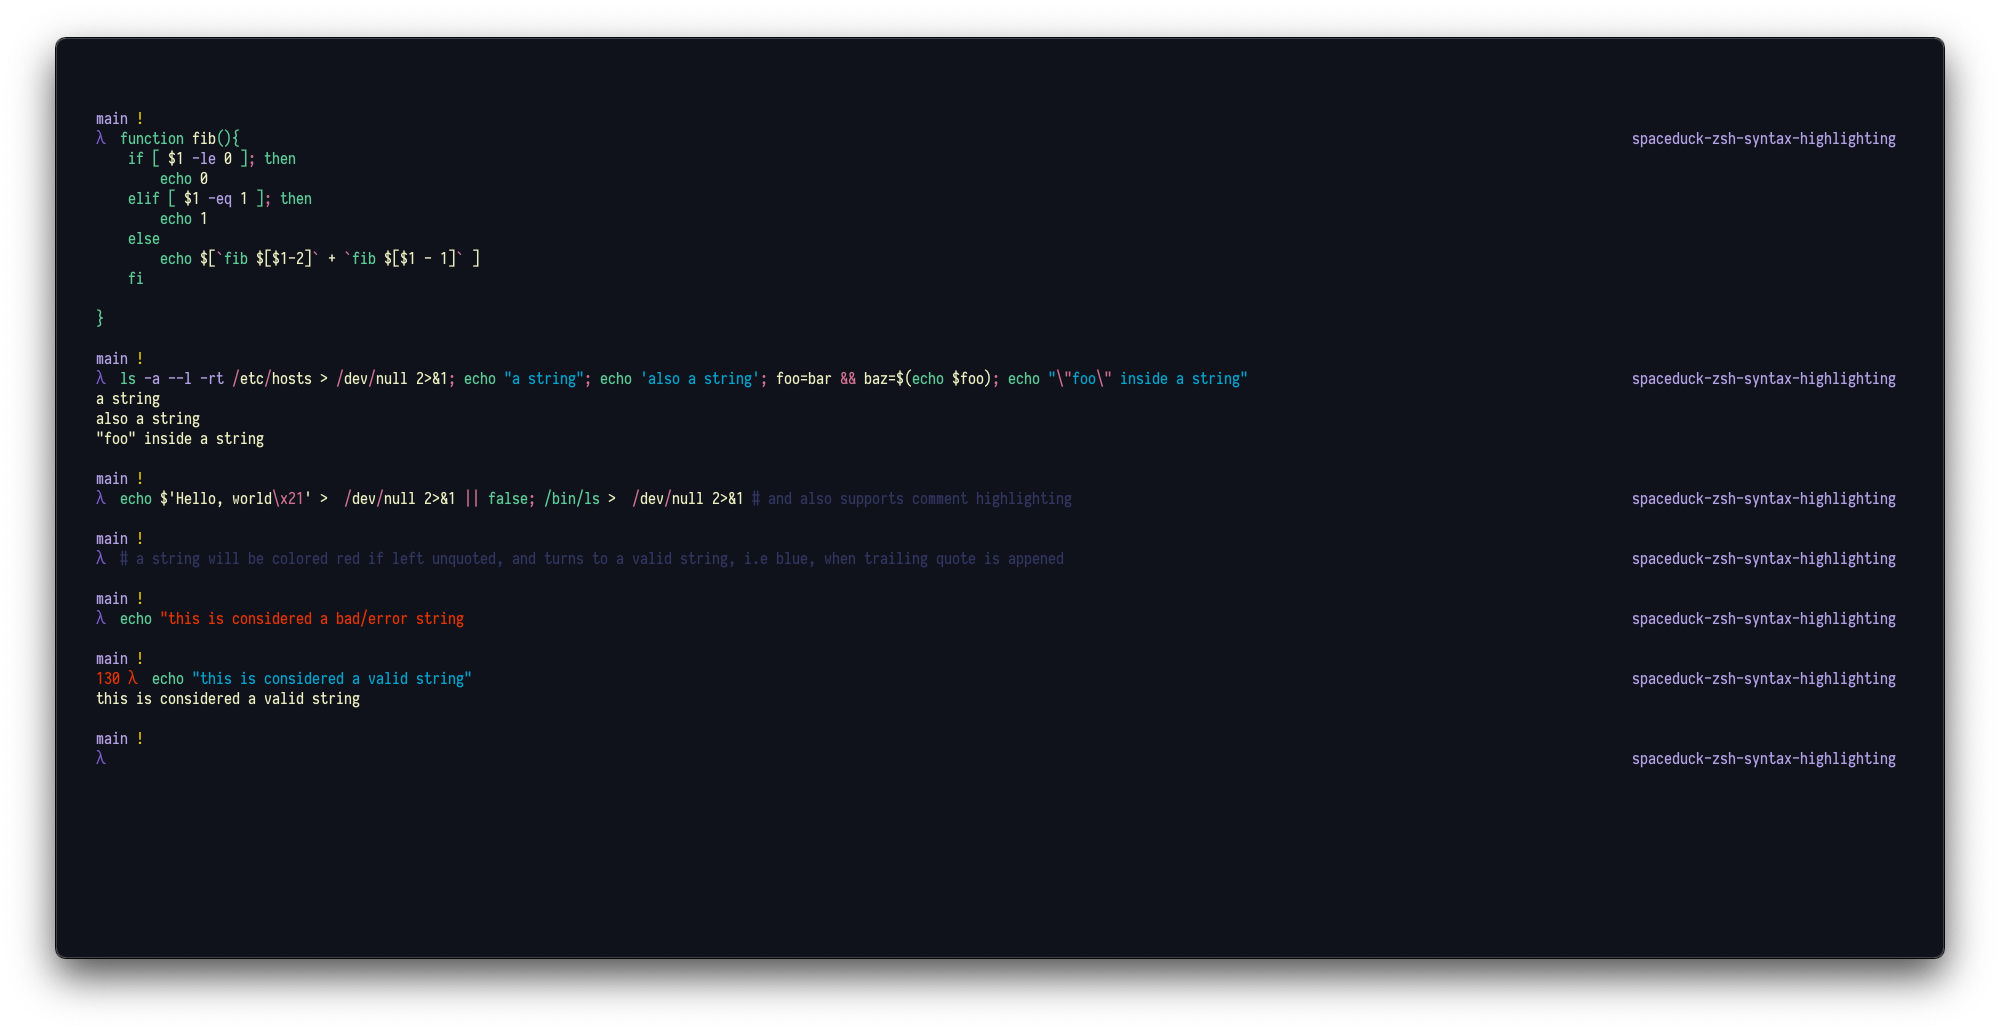 main !
λ function fib(){ spaceduck-zsh-syntax-highlighting
    if [ $1 -le 0 ]; then
        echo 0
    elif [ $1 -eq 1 ]; then
        echo 1
    else
        echo $[`fib $[$1-2]` + `fib $[$1 - 1]` ]
    fi
}
main !
λ ls -a --l -rt /etc/hosts > /dev/null 2>&1; echo "a string"; echo 'also a string'; foo=bar && baz=$(echo $foo); echo "\"foo\" inside a string" spaceduck-zsh-syntax-highlighting
a string
also a string
"foo" inside a string
main !
λ echo $'Hello, world\x21' >  /dev/null 2>&1 || false; /bin/ls >  /dev/null 2>&1 # and also supports comment highlighting spaceduck-zsh-syntax-highlighting
main !
λ # a string will be colored red if left unquoted, and turns to a valid string, i.e blue, when trailing quote is appened spaceduck-zsh-syntax-highlighting
main !
λ echo "this is considered a bad/error string spaceduck-zsh-syntax-highlighting
main !
130 λ echo "this is considered a valid string" spaceduck-zsh-syntax-highlighting
this is considered a valid string
main !
λ spaceduck-zsh-syntax-highlighting